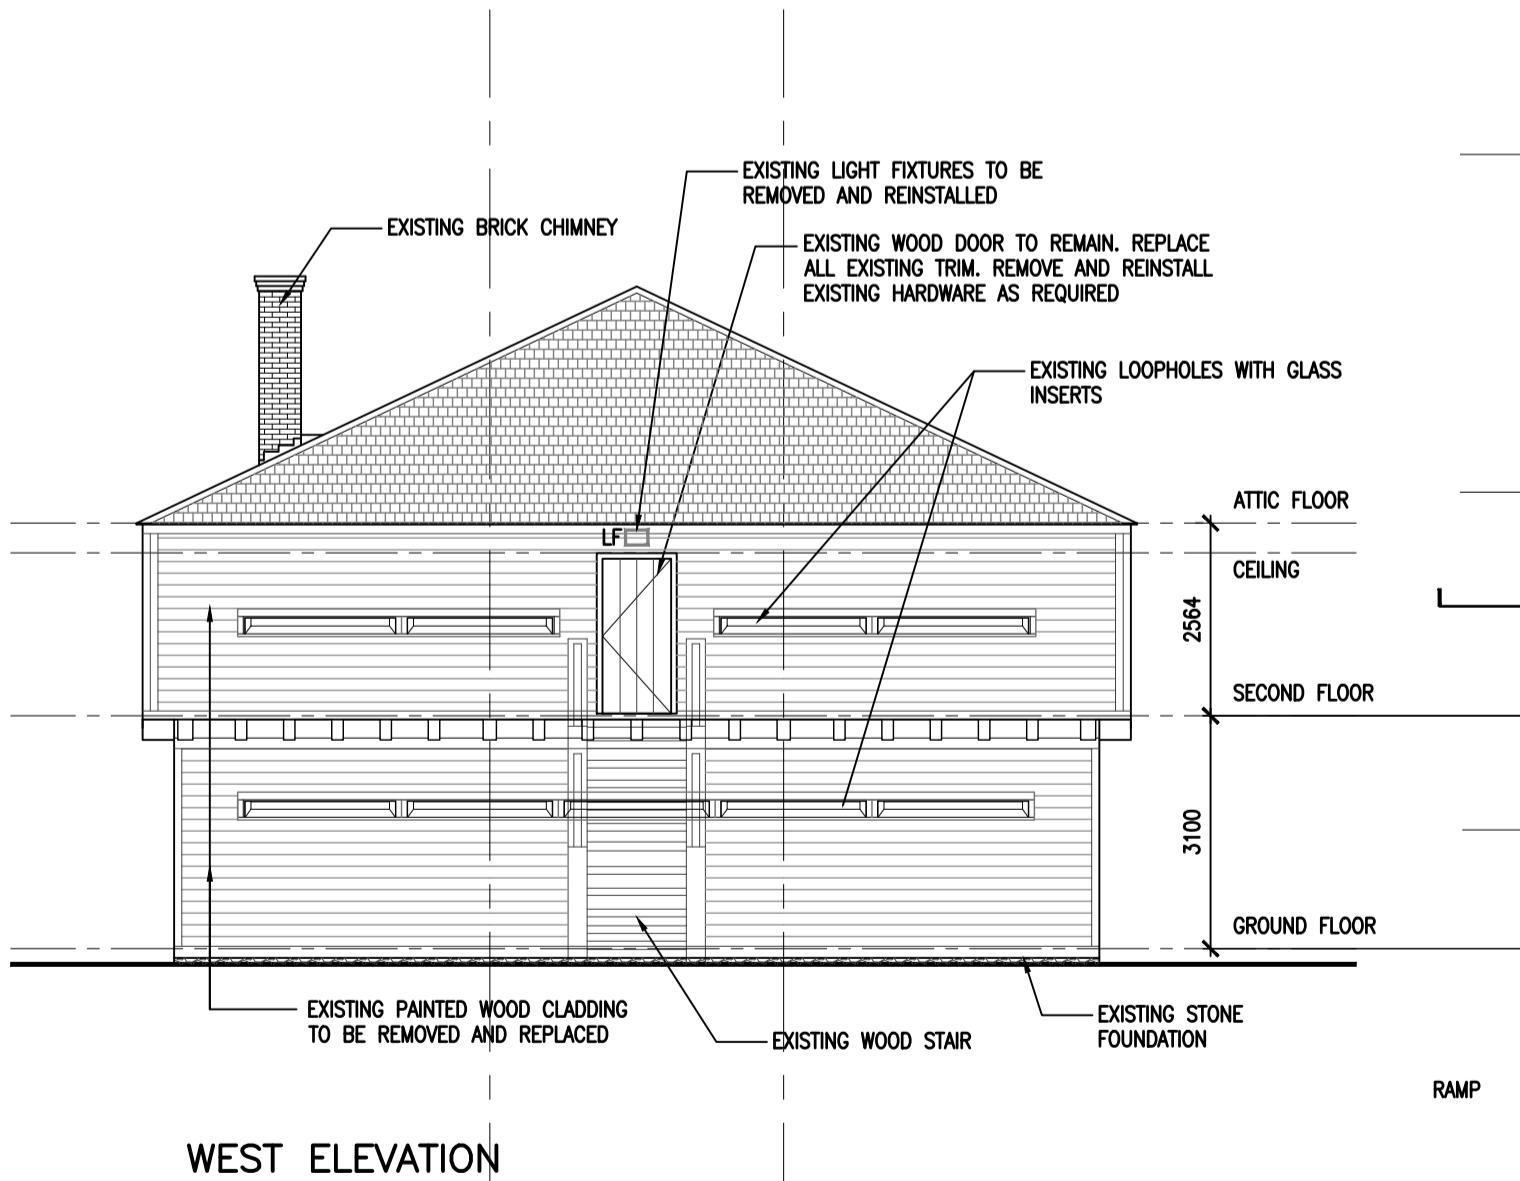 EXISTING LIGHT FIXTURES TO BE
REMOVED AND REINSTALLED
EXISTING BRICK CHIMNEY
EXISTING WOOD DOOR TO REMAIN. REPLACE
ALL EXISTING TRIM. REMOVE AND REINSTALL
EXISTING HARDWARE AS REQUIRED
EXISTING LOOPHOLES WITH GLASS
INSERTS
ATTIC FLOOR
LF
CEILING
2564
SECOND FLOOR
3100
GROUND FLOOR
EXISTING PAINTED WOOD CLADDING
TO BE REMOVED AND REPLACED
EXISTING WOOD STAIR
EXISTING STONE
FOUNDATION
RAMP
WEST ELEVATION